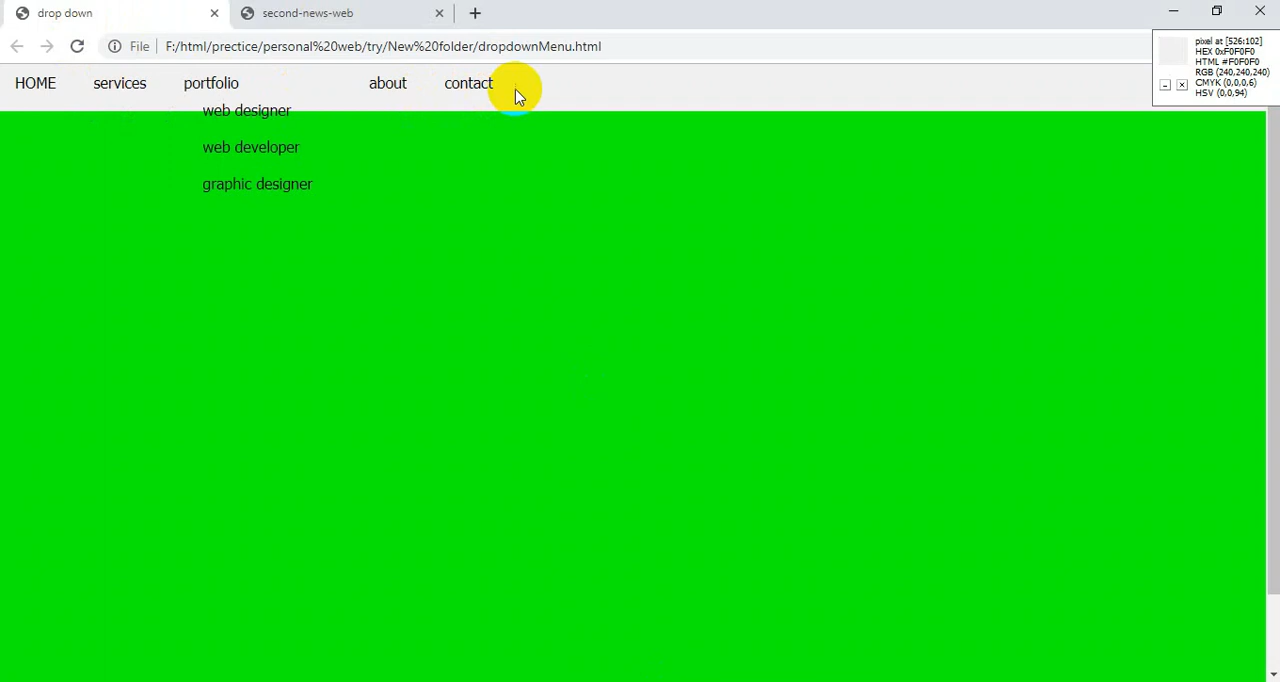 drop down
second-news-web
File
F:/html/prectice/personal%20web/try/New%20folder/dropdownMenu.html
pixel at [526:102]
HEX 0xF0F0F0
HTML #F0F0F0
RGB (240,240,240)
CMYK (0,0,0,6)
HSV (0,0,94)
HOME services portfolio about contact
web designer
web developer
graphic designer